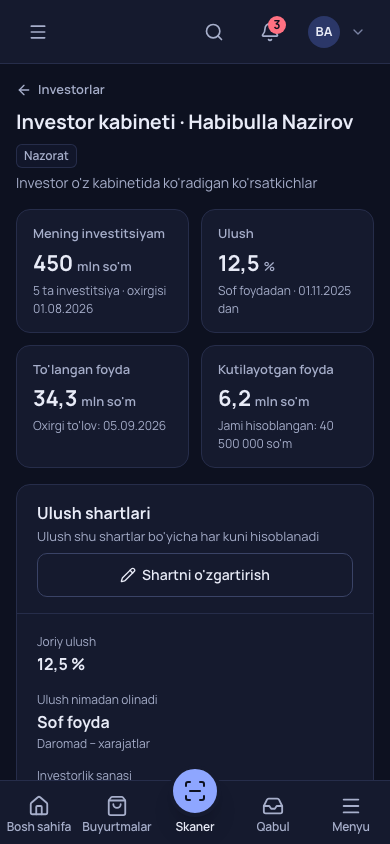 3
BA
Investorlar
Investor kabineti · Habibulla Nazirov
Nazorat
Investor o'z kabinetida ko'radigan ko'rsatkichlar
Mening investitsiyam
450 mln so'm
5 ta investitsiya · oxirgisi
01.08.2026
Ulush
12,5 %
Sof foydadan · 01.11.2025
dan
To'langan foyda
34,3 mln so'm
Oxirgi to'lov: 05.09.2026
Kutilayotgan foyda
6,2 mln so'm
Jami hisoblangan: 40
500 000 so'm
Ulush shartlari
Ulush shu shartlar bo'yicha har kuni hisoblanadi
Shartni o'zgartirish
Joriy ulush
12,5 %
Ulush nimadan olinadi
Sof foyda
Daromad − xarajatlar
Investorlik sanasi
Bosh sahifa
Buyurtmalar
Skaner
Qabul
Menyu